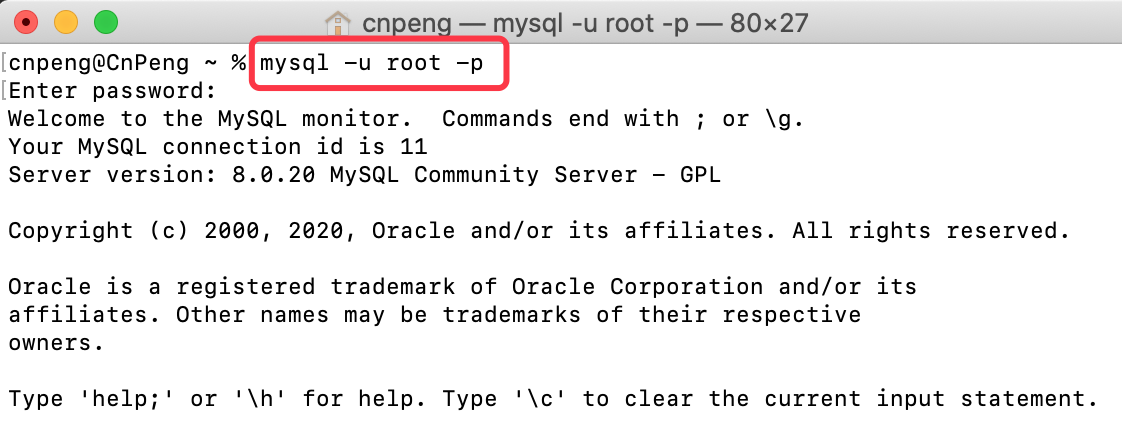 cnpeng — mysql -u root -p — 80×27
[cnpeng@CnPeng ~ % mysql -u root -p
[Enter password:
Welcome to the MySQL monitor.  Commands end with ; or \g.
Your MySQL connection id is 11
Server version: 8.0.20 MySQL Community Server - GPL
Copyright (c) 2000, 2020, Oracle and/or its affiliates. All rights reserved.
Oracle is a registered trademark of Oracle Corporation and/or its
affiliates. Other names may be trademarks of their respective
owners.
Type 'help;' or '\h' for help. Type '\c' to clear the current input statement.